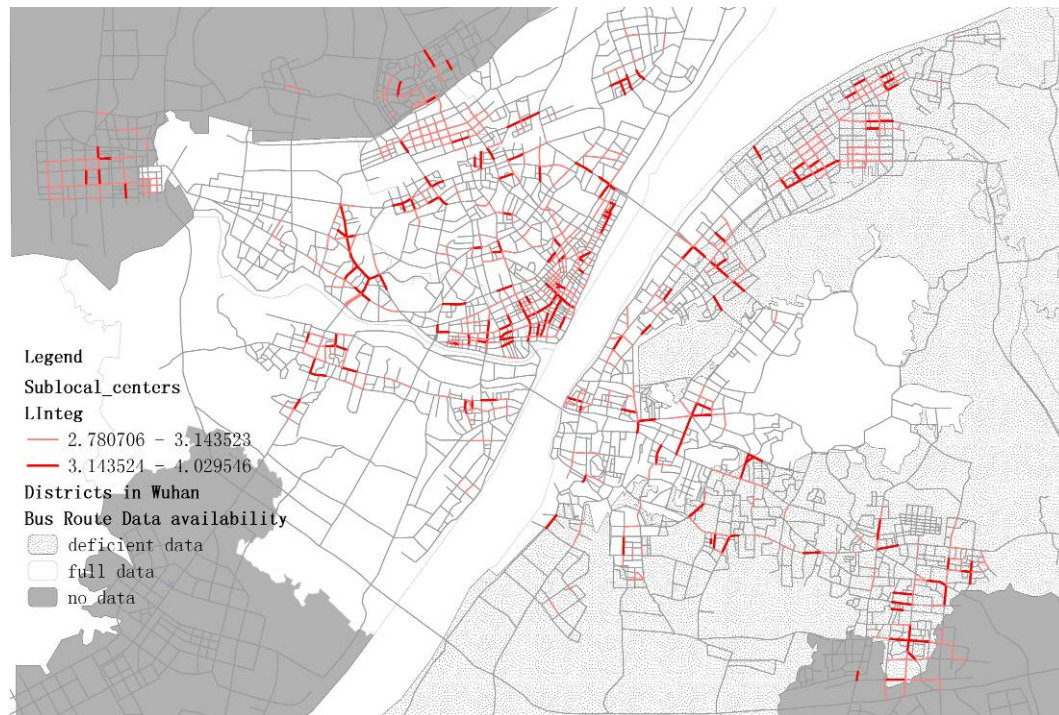 Legend
Sublocal_centers
LInteg
2.780706 - 3.143523
3.143524 - 4.029546
Districts in Wuhan
Bus Route Data availability
deficient data
full data
no data